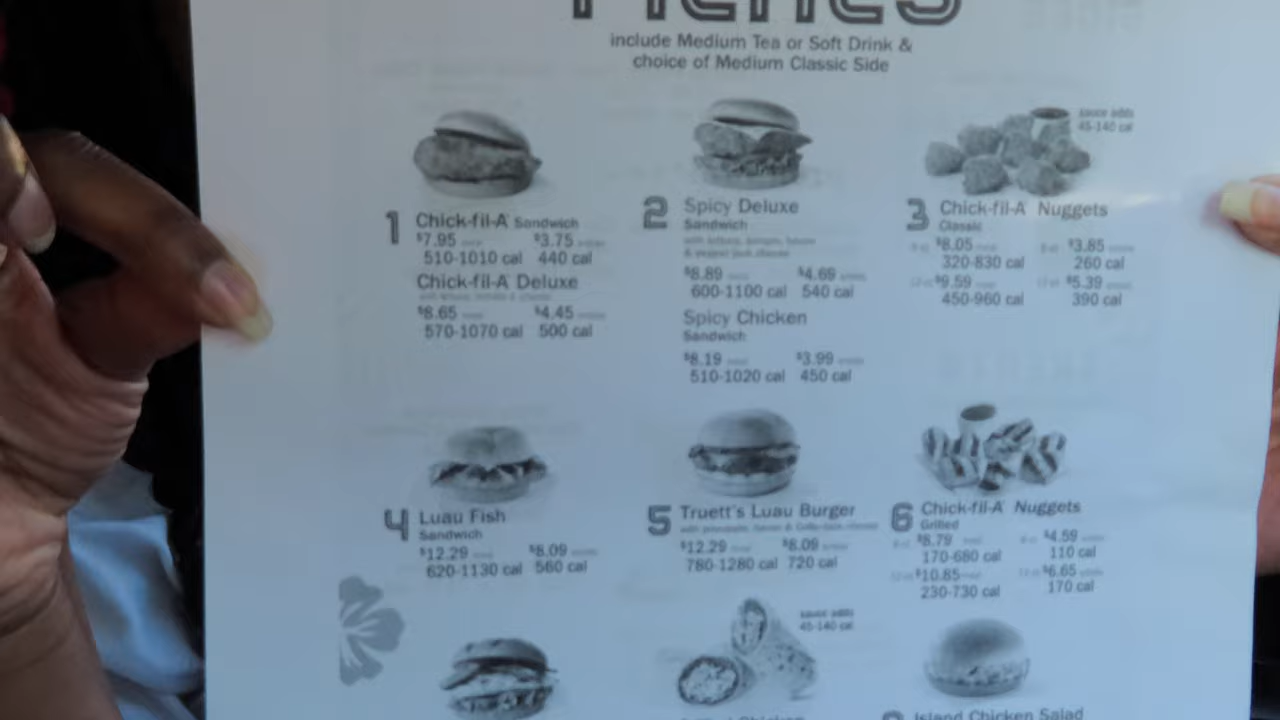 include Medium Tea or Soft Drink &
choice of Medium Classic Side
1
Chick-fil-A Sandwich
$7.95 $3.75
510-1010 cal 440 cal
Chick-fil-A Deluxe
$8.65 $4.45
570-1070 cal 500 cal
2
Spicy Deluxe
Sandwich
with lettuce, tomato, bacon
& pepper jack cheese
$8.89 $4.69
600-1100 cal 540 cal
Spicy Chicken
Sandwich
$8.19 $3.99
510-1020 cal 450 cal
sauce adds
45-140 cal
3
Chick-fil-A Nuggets
Classic
$8.05 $3.85
320-830 cal 260 cal
$9.59 $5.39
450-960 cal 390 cal
4
Luau Fish
Sandwich
$12.29 $8.09
620-1130 cal 560 cal
5
Truett's Luau Burger
$12.29 $8.09
780-1280 cal 720 cal
6
Chick-fil-A Nuggets
Grilled
$8.79 $4.59
170-680 cal 110 cal
$10.85 $6.65
230-730 cal 170 cal
sauce adds
45-140 cal
Island Chicken Salad